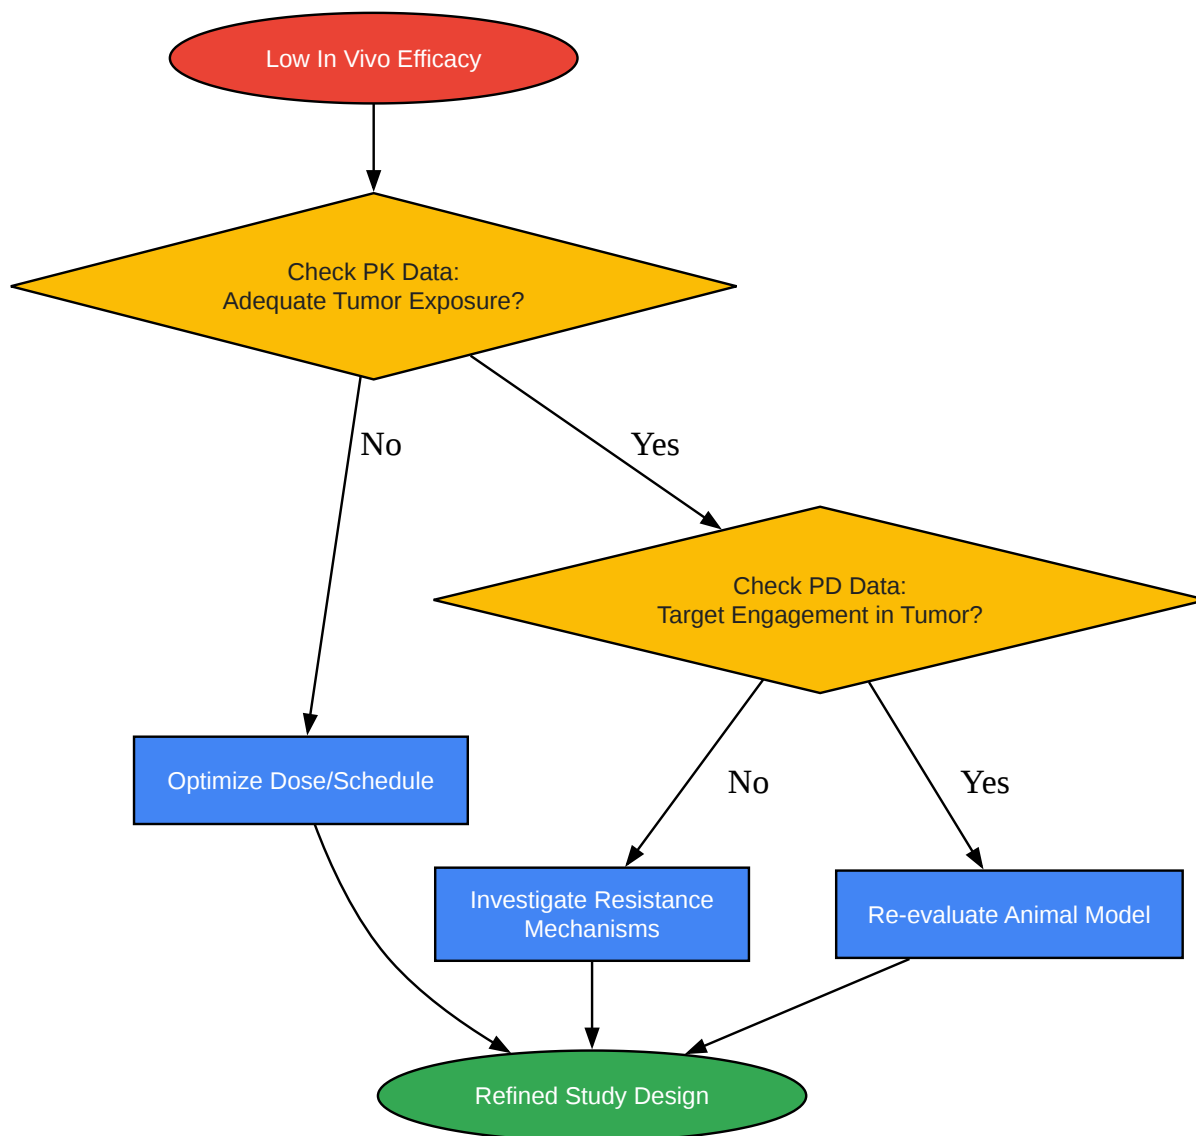 Low In Vivo Efficacy
Check PK Data:
Adequate Tumor Exposure?
No
Yes
Check PD Data:
Target Engagement in Tumor?
Optimize Dose/Schedule
No
Yes
Investigate Resistance
Mechanisms
Re-evaluate Animal Model
Refined Study Design